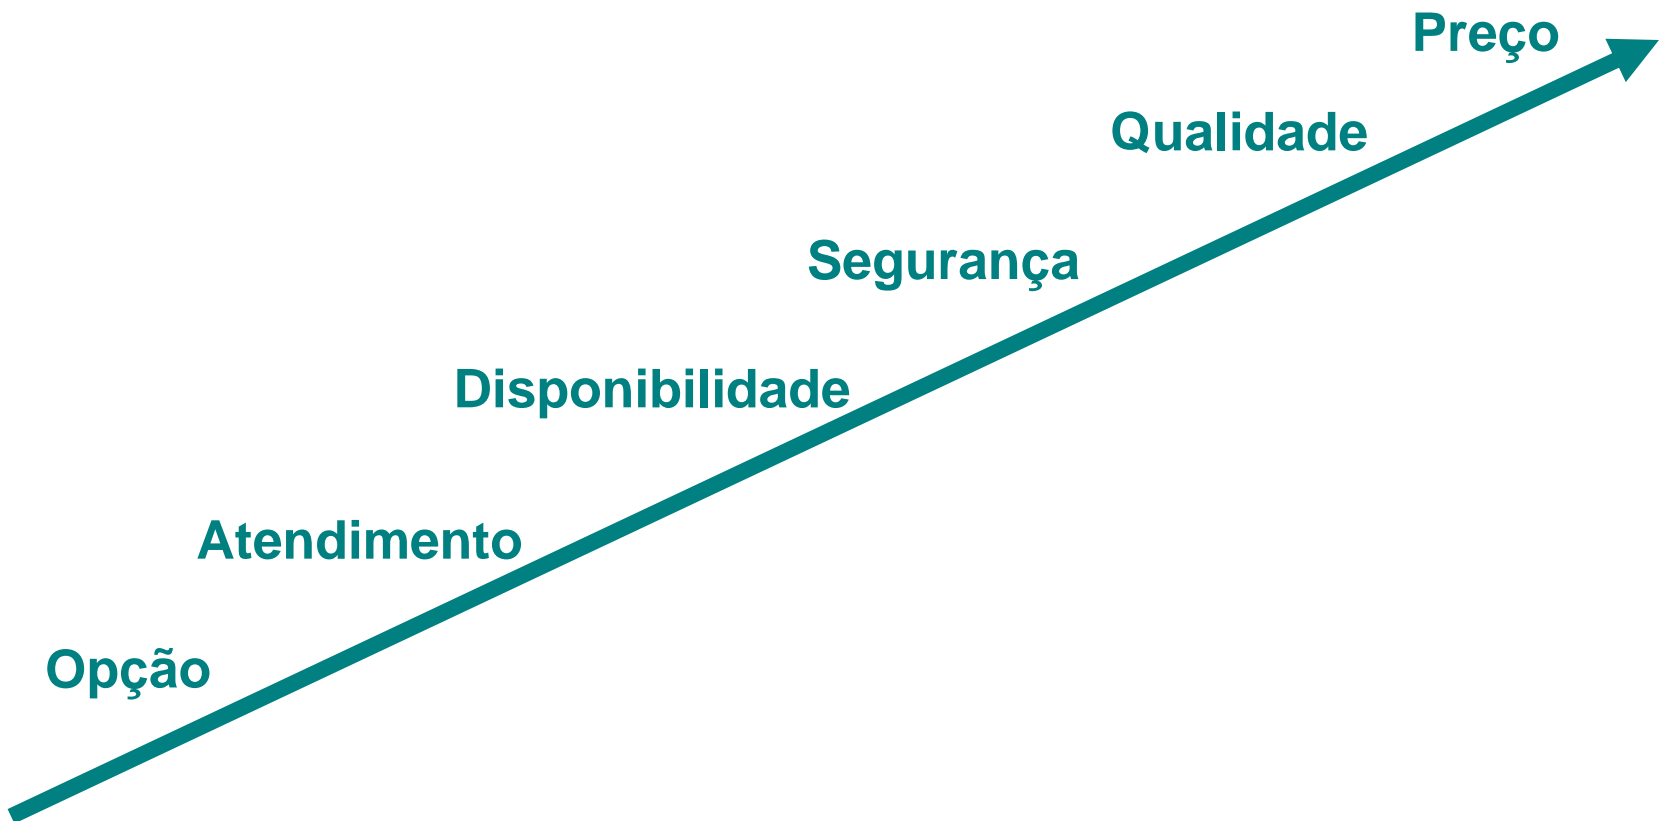 Preço
Qualidade
Segurança
Disponibilidade
Atendimento
Opção